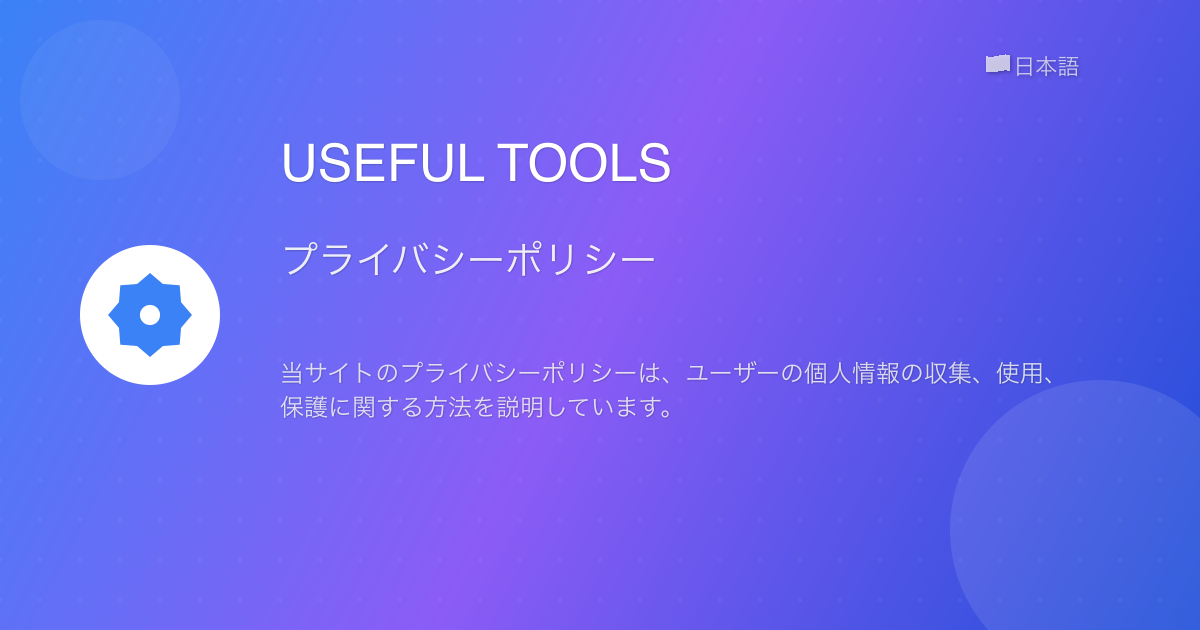 日本語
USEFUL TOOLS
プライバシーポリシー
当サイトのプライバシーポリシーは、ユーザーの個人情報の収集、使用、
保護に関する方法を説明しています。